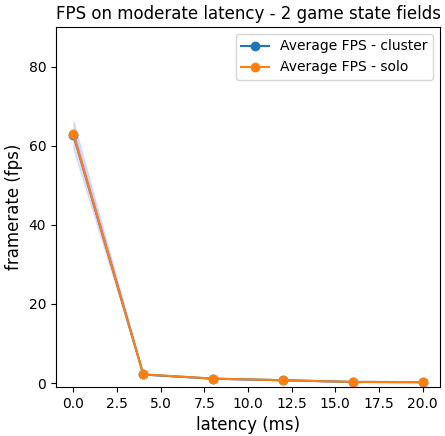 FPS on moderate latency - 2 game state fields
Average FPS - cluster
Average FPS - solo
80
60
40
20
0
framerate (fps)
0.0 2.5 5.0 7.5 10.0 12.5 15.0 17.5 20.0
latency (ms)